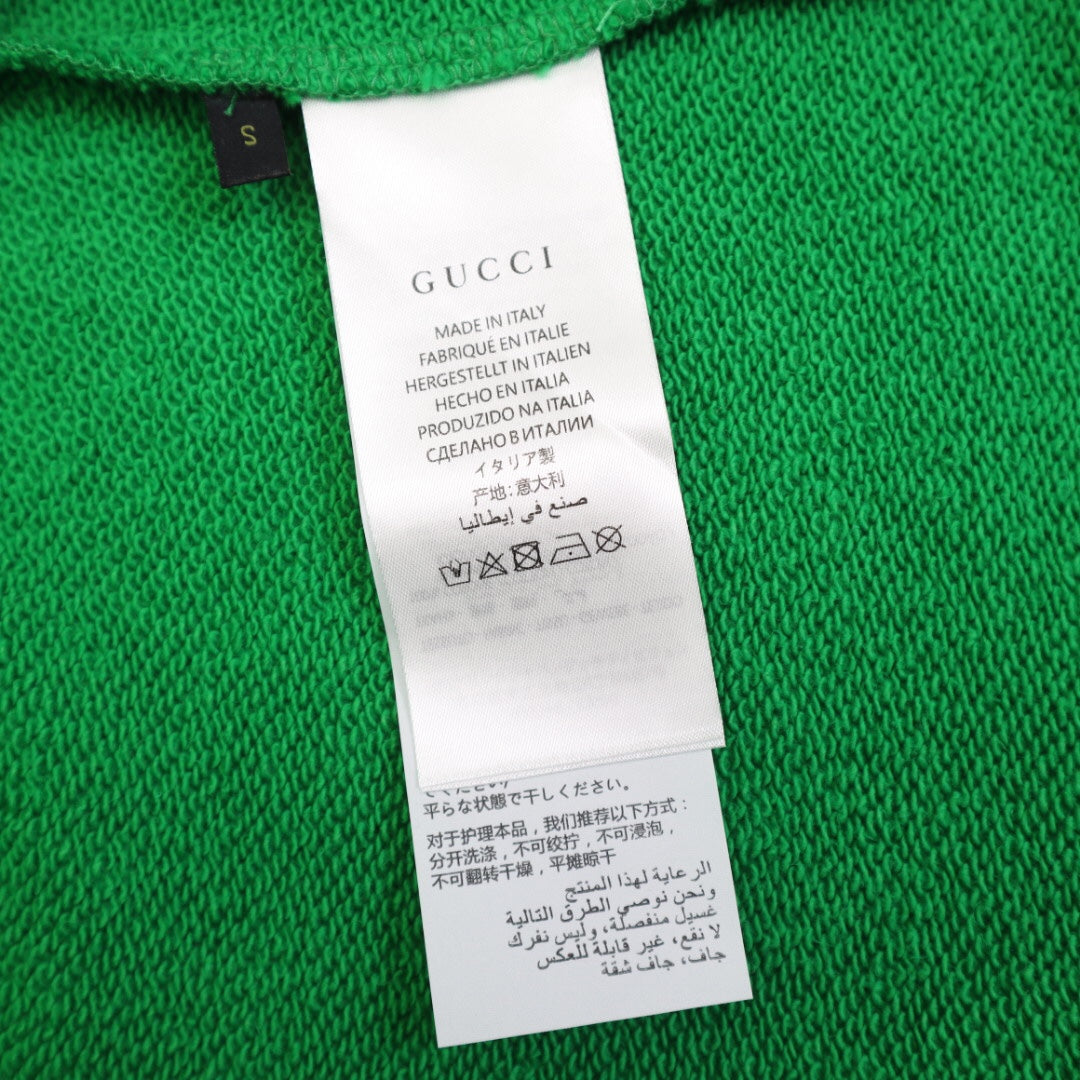 S
GUCCI
MADE IN ITALY
FABRIQUÉ EN ITALIE
HERGESTELLT IN ITALIEN
HECHO EN ITALIA
PRODUZIDO NA ITALIA
СДЕЛАНО В ИТАЛИИ
イタリア製
产地:意大利
صنع في إيطاليا
平らな状態で干しください。
对于护理本品，我们推荐以下方式：
分开洗涤，不可绞拧，不可浸泡，
不可翻转干燥，平摊晾干
الر عاية لهذا المنتج
ونحن نوصي الطرق التالية
غسيل منفصلة، وليس نفرك
لا نقع، غير قابلة للعكس
جاف، جاف شقة